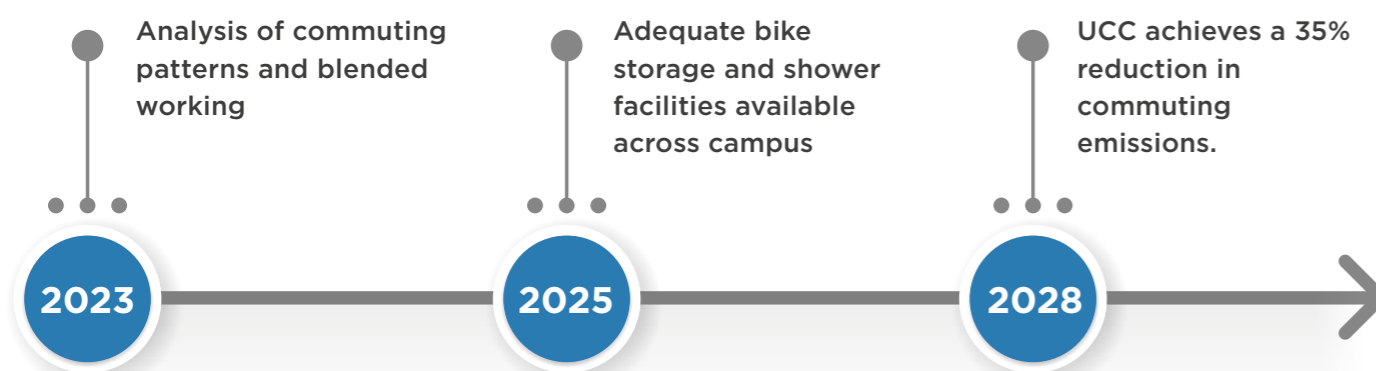 Analysis of commuting
patterns and blended
working
Adequate bike
storage and shower
facilities available
across campus
UCC achieves a 35%
reduction in
commuting
emissions.
2023
2025
2028